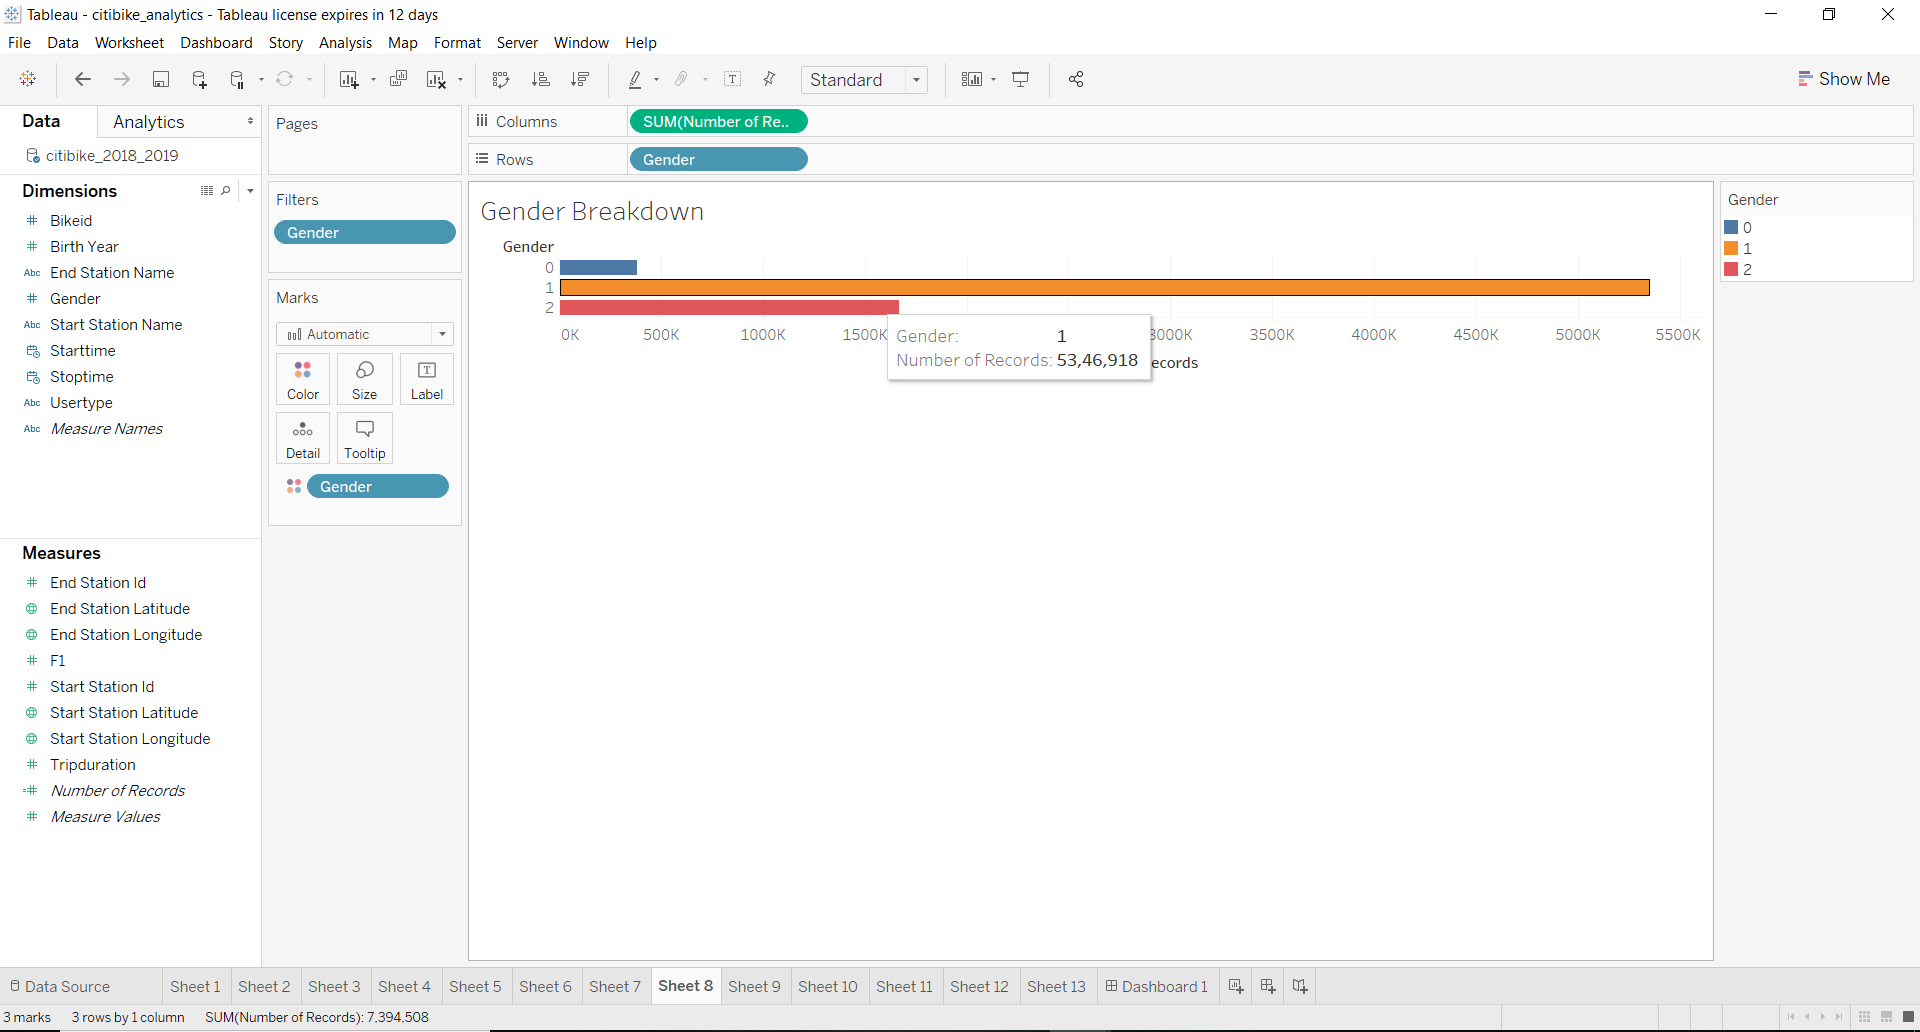 Tableau - citibike_analytics - Tableau license expires in 12 days
File Data Worksheet Dashboard Story Analysis Map Format Server Window Help
Standard
Show Me
Data Analytics
citibike_2018_2019
Dimensions
Bikeid
Birth Year
Abc End Station Name
Gender
Abc Start Station Name
Starttime
Stoptime
Abc Usertype
Abc Measure Names
Measures
End Station Id
End Station Latitude
End Station Longitude
F1
Start Station Id
Start Station Latitude
Start Station Longitude
Tripduration
Number of Records
Measure Values
Pages
Filters
Gender
Marks
Automatic
Color Size Label
Detail Tooltip
Gender
Columns SUM(Number of Re..
Rows Gender
Gender Breakdown
Gender
0
1
2
0K 500K 1000K 1500K 3000K 3500K 4000K 4500K 5000K 5500K
ecords
Gender: 1
Number of Records: 53,46,918
Gender
0
1
2
Data Source Sheet 1 Sheet 2 Sheet 3 Sheet 4 Sheet 5 Sheet 6 Sheet 7 Sheet 8 Sheet 9 Sheet 10 Sheet 11 Sheet 12 Sheet 13 Dashboard 1
3 marks 3 rows by 1 column SUM(Number of Records): 7,394,508